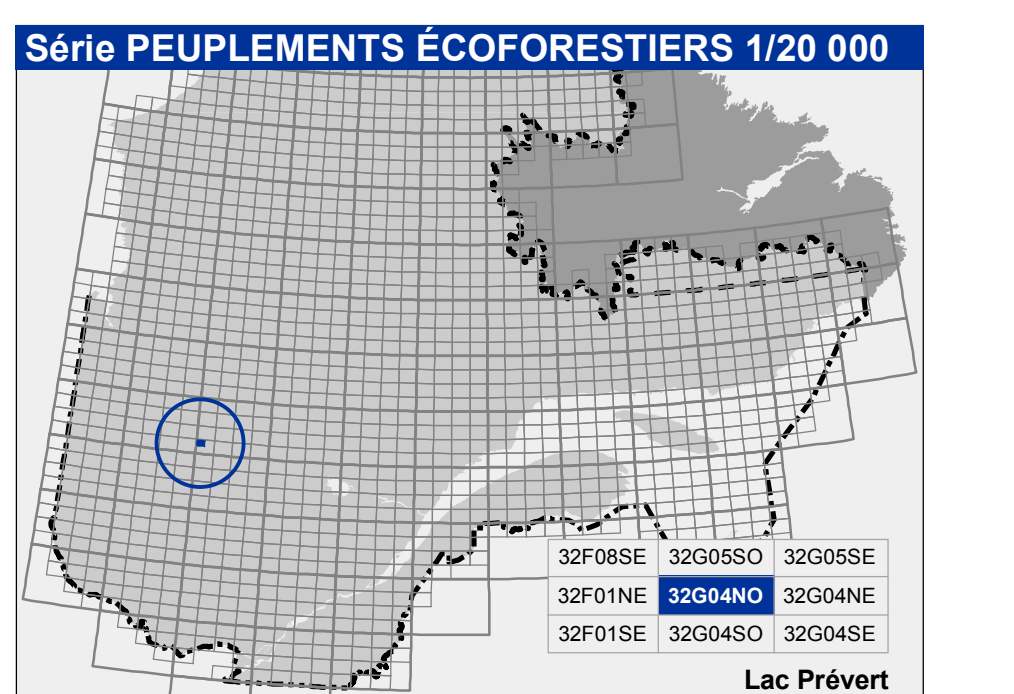 Série PEUPLEMENTS ÉCOFORESTIERS 1/20 000
32F08SE 32G05SO 32G05SE
32F01NE 32G04NO 32G04NE
32F01SE 32G04SO 32G04SE
Lac Prévert